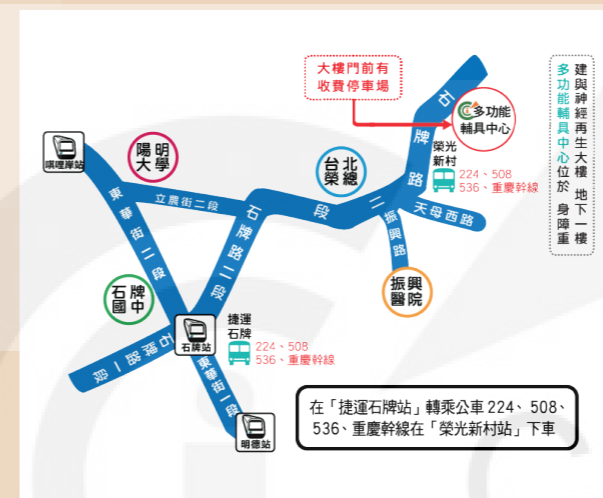 大樓門前有
收費停車場
多功能
輔具中心
石牌路
榮光
新村
224、508
536、重慶幹線
建與神經再生大樓 地下一樓
多功能輔具中心位於 身障重
唭哩岸站
陽明
大學
台北
榮總
東華街二段
立農街二段
石牌路二段
二段
天母西路
振興路
振興
醫院
石牌
國中
石牌站
捷運
石牌
224、508
536、重慶幹線
石牌路一段
東華街一段
明德站
在「捷運石牌站」轉乘公車 224、508、
536、重慶幹線在「榮光新村站」下車